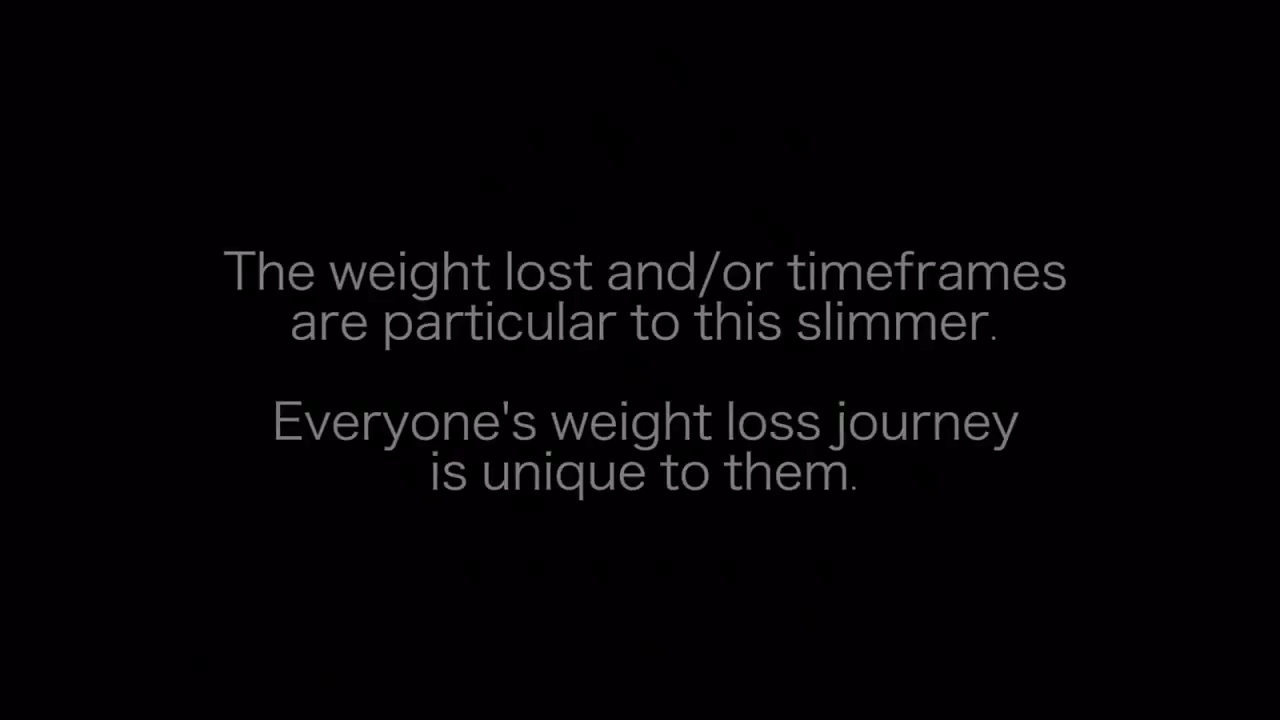 The weight lost and/or timeframes
are particular to this slimmer.
Everyone's weight loss journey
is unique to them.